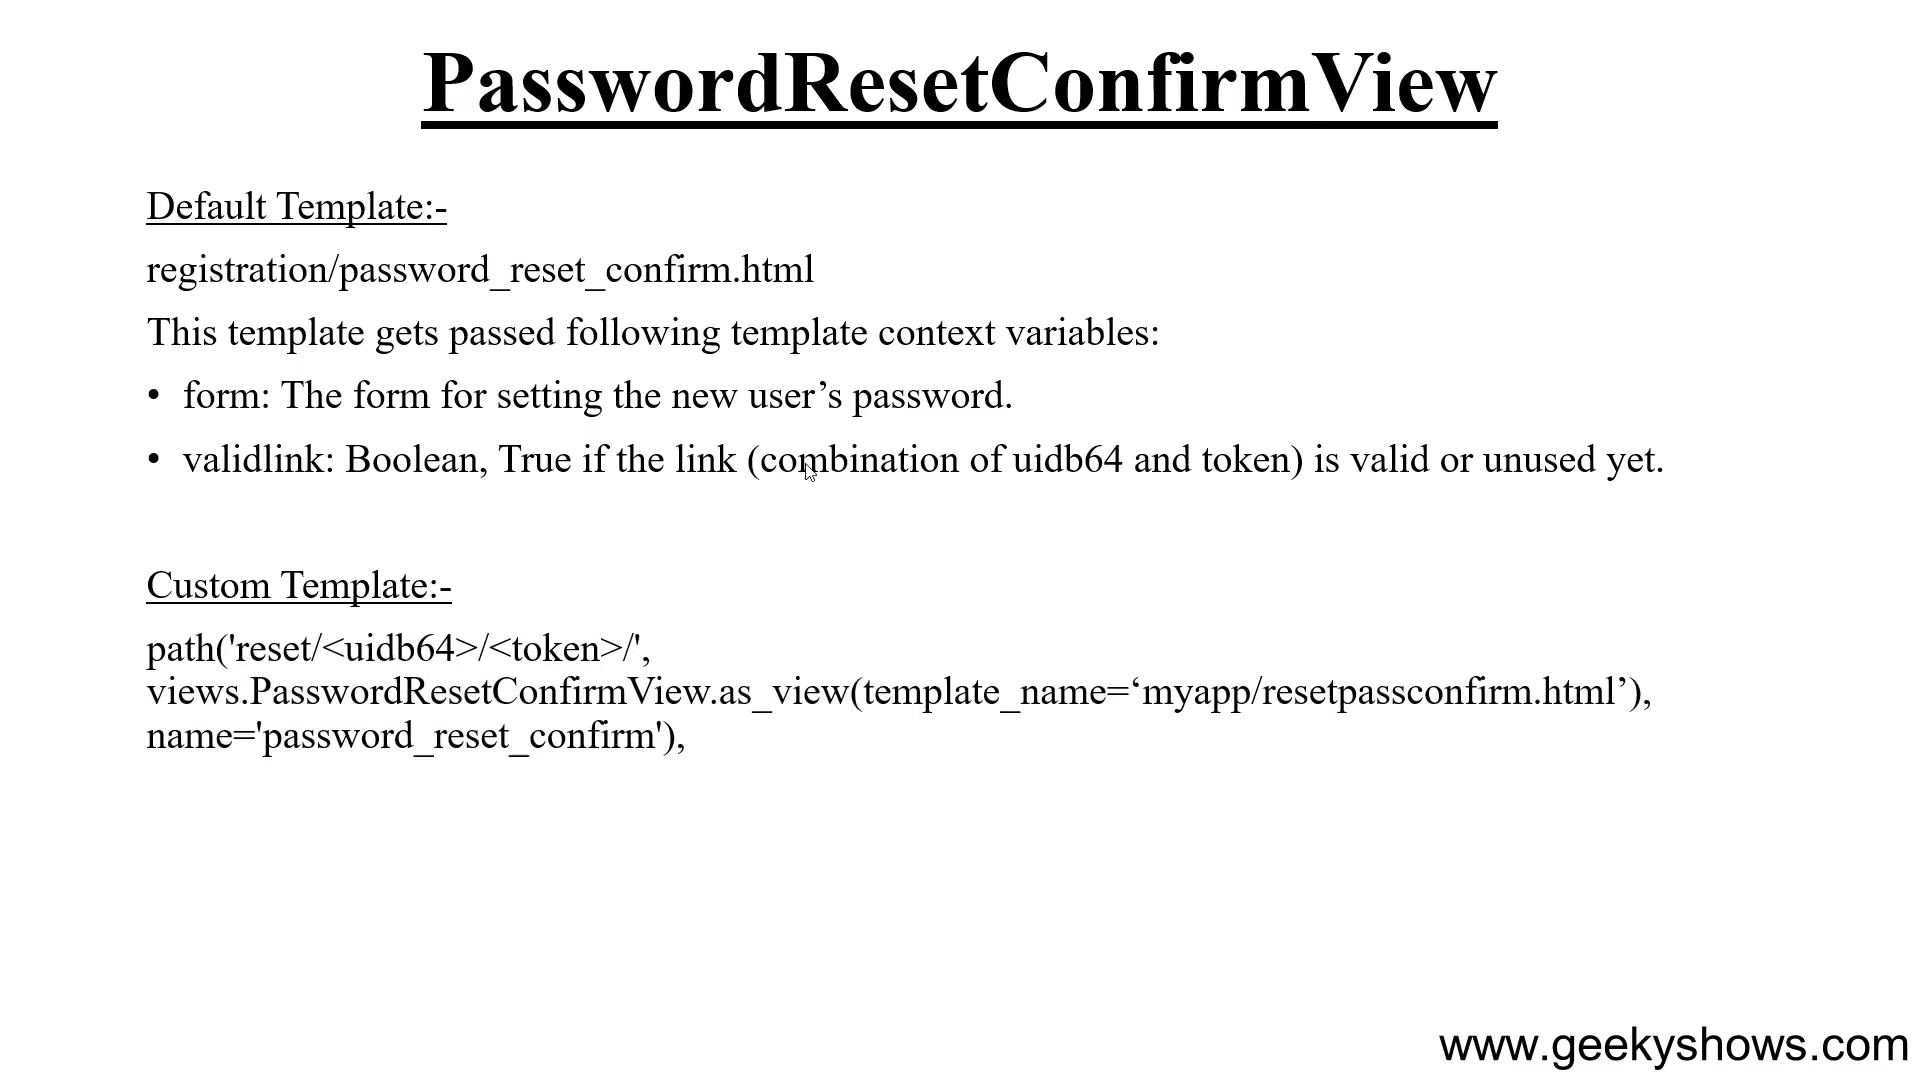 PasswordResetConfirmView
Default Template:-
registration/password_reset_confirm.html
This template gets passed following template context variables:
• form: The form for setting the new user’s password.
• validlink: Boolean, True if the link (combination of uidb64 and token) is valid or unused yet.
Custom Template:-
path('reset/<uidb64>/<token>/',
views.PasswordResetConfirmView.as_view(template_name=‘myapp/resetpassconfirm.html’),
name='password_reset_confirm'),
www.geekyshows.com